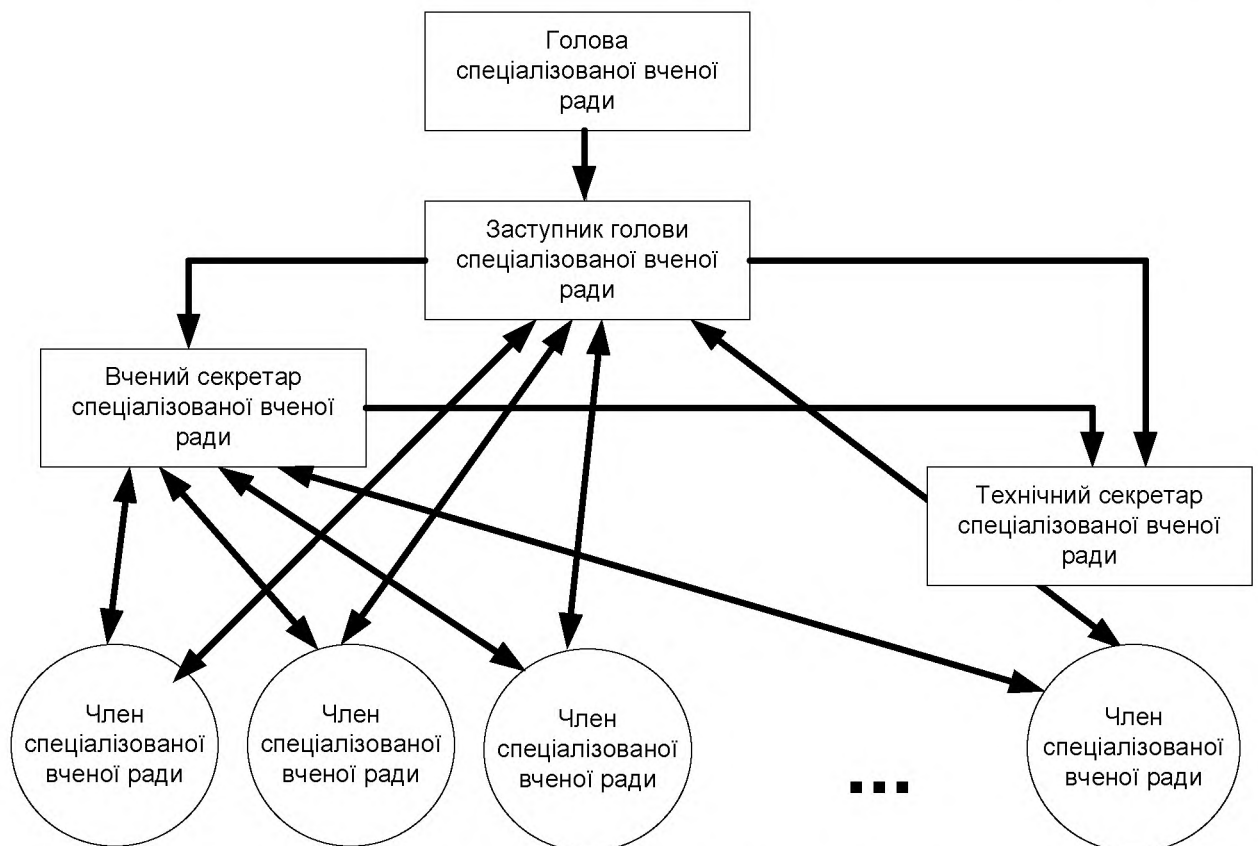 Голова
спеціалізованої вченої
ради
Заступник голови
спеціалізованої вченої
ради
Вчений секретар
спеціалізованої вченої
ради
Технічний секретар
спеціалізованої вченої
ради
Член
спеціалізованої
вченої ради
Член
спеціалізованої
вченої ради
Член
спеціалізованої
вченої ради
...
Член
спеціалізованої
вченої ради